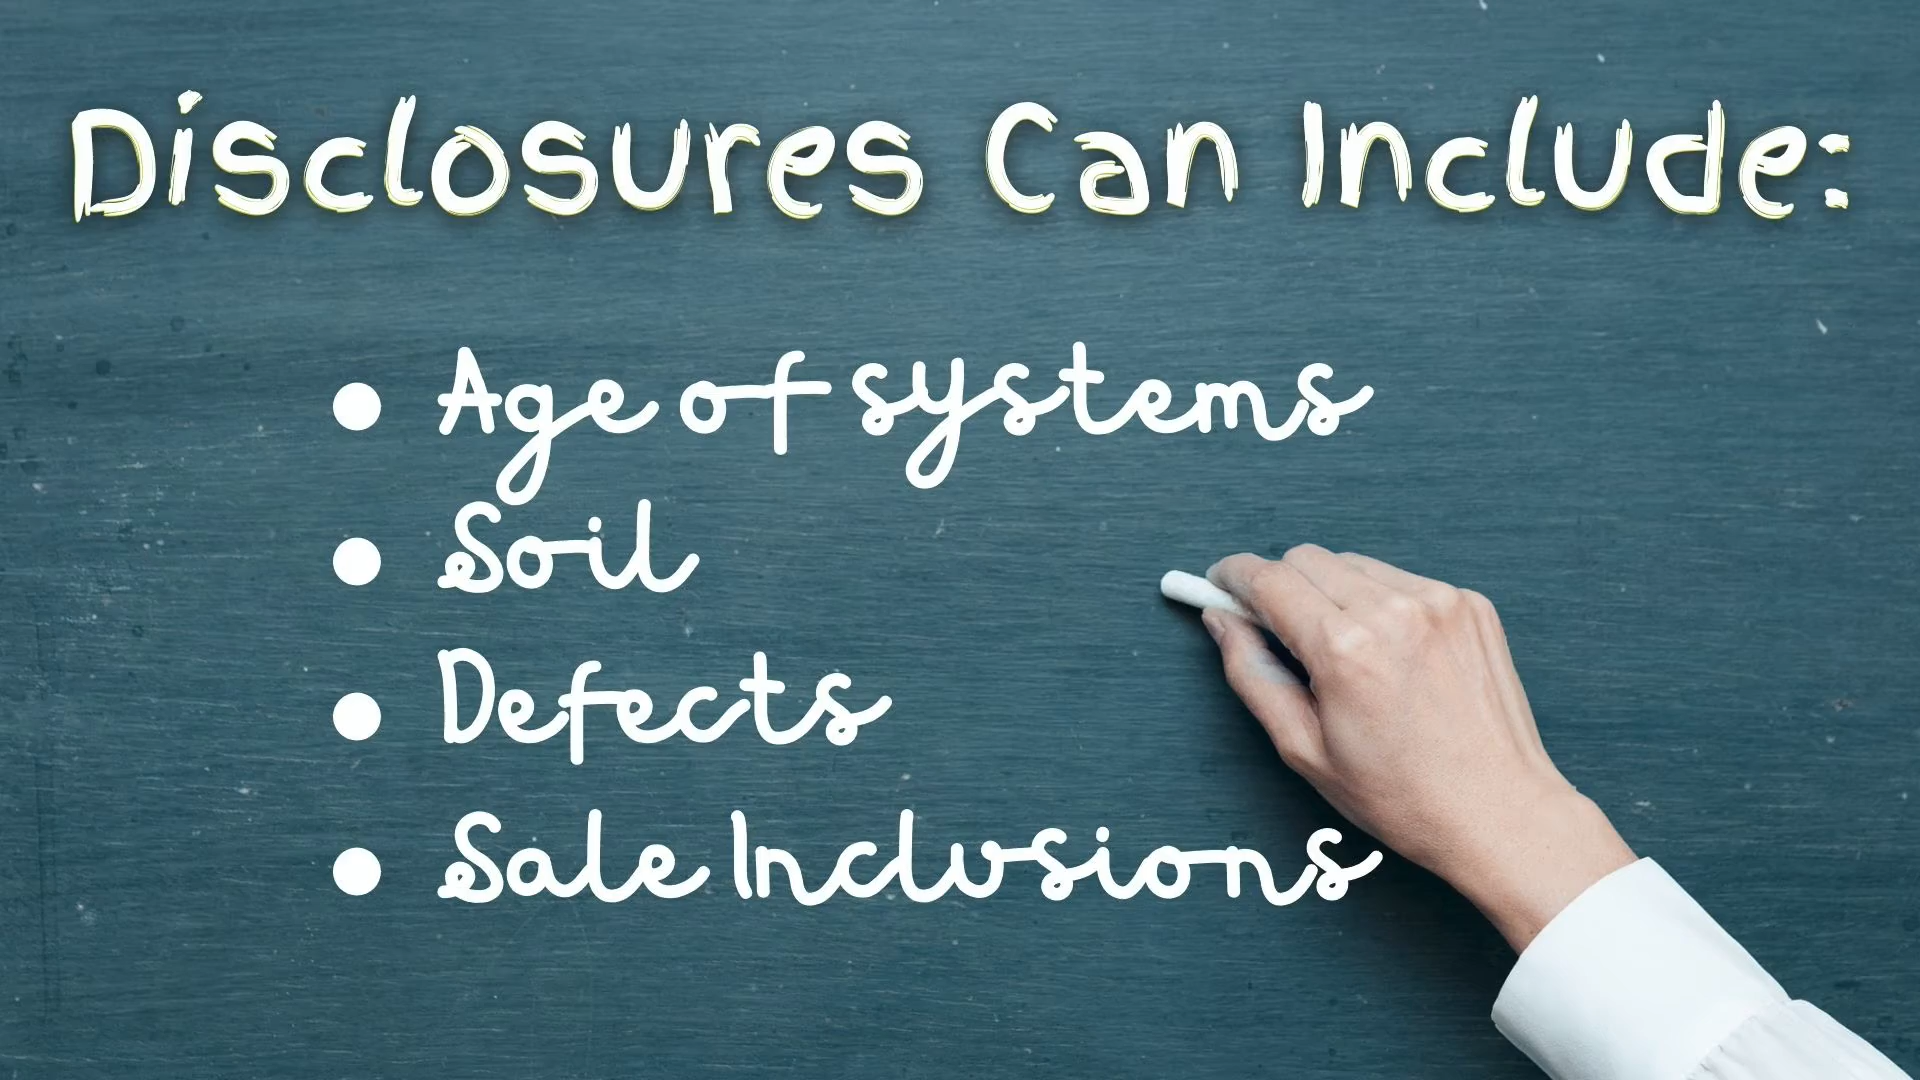 Disclosures Can Include:
• Age of systems
• Soil
• Defects
• Sale Inclusions